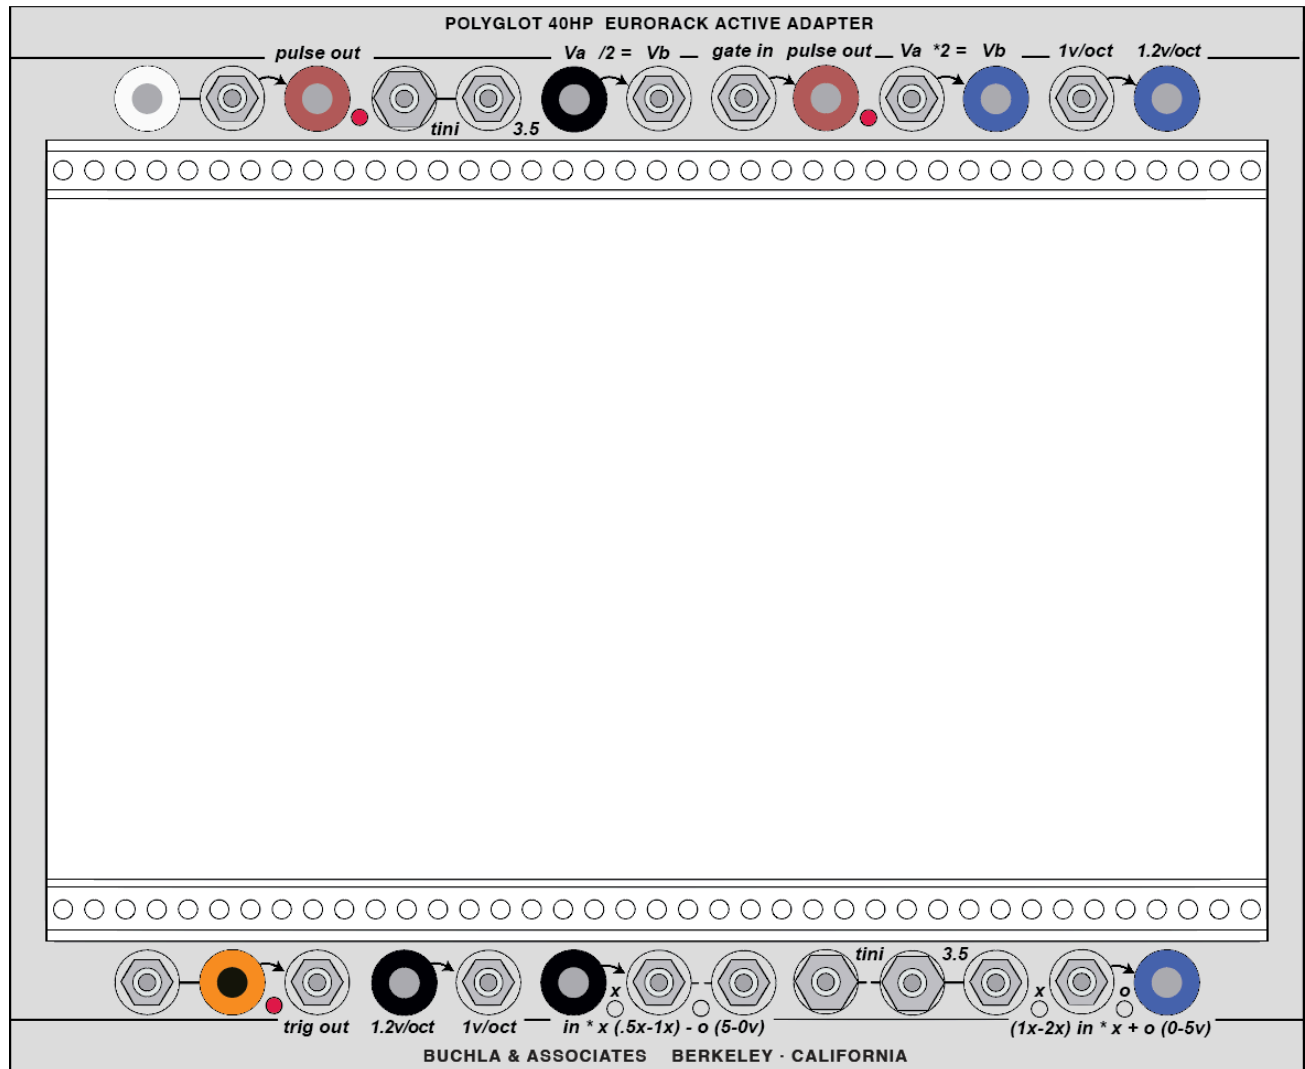 POLYGLOT 40HP EURORACK ACTIVE ADAPTER
pulse out Va /2 = Vb gate in pulse out Va *2 = Vb 1v/oct 1.2v/oct
tini 3.5
tini 3.5
x x o
trig out 1.2v/oct 1v/oct in * x (.5x-1x) - o (5-0v) (1x-2x) in * x + o (0-5v)
BUCHLA & ASSOCIATES BERKELEY · CALIFORNIA